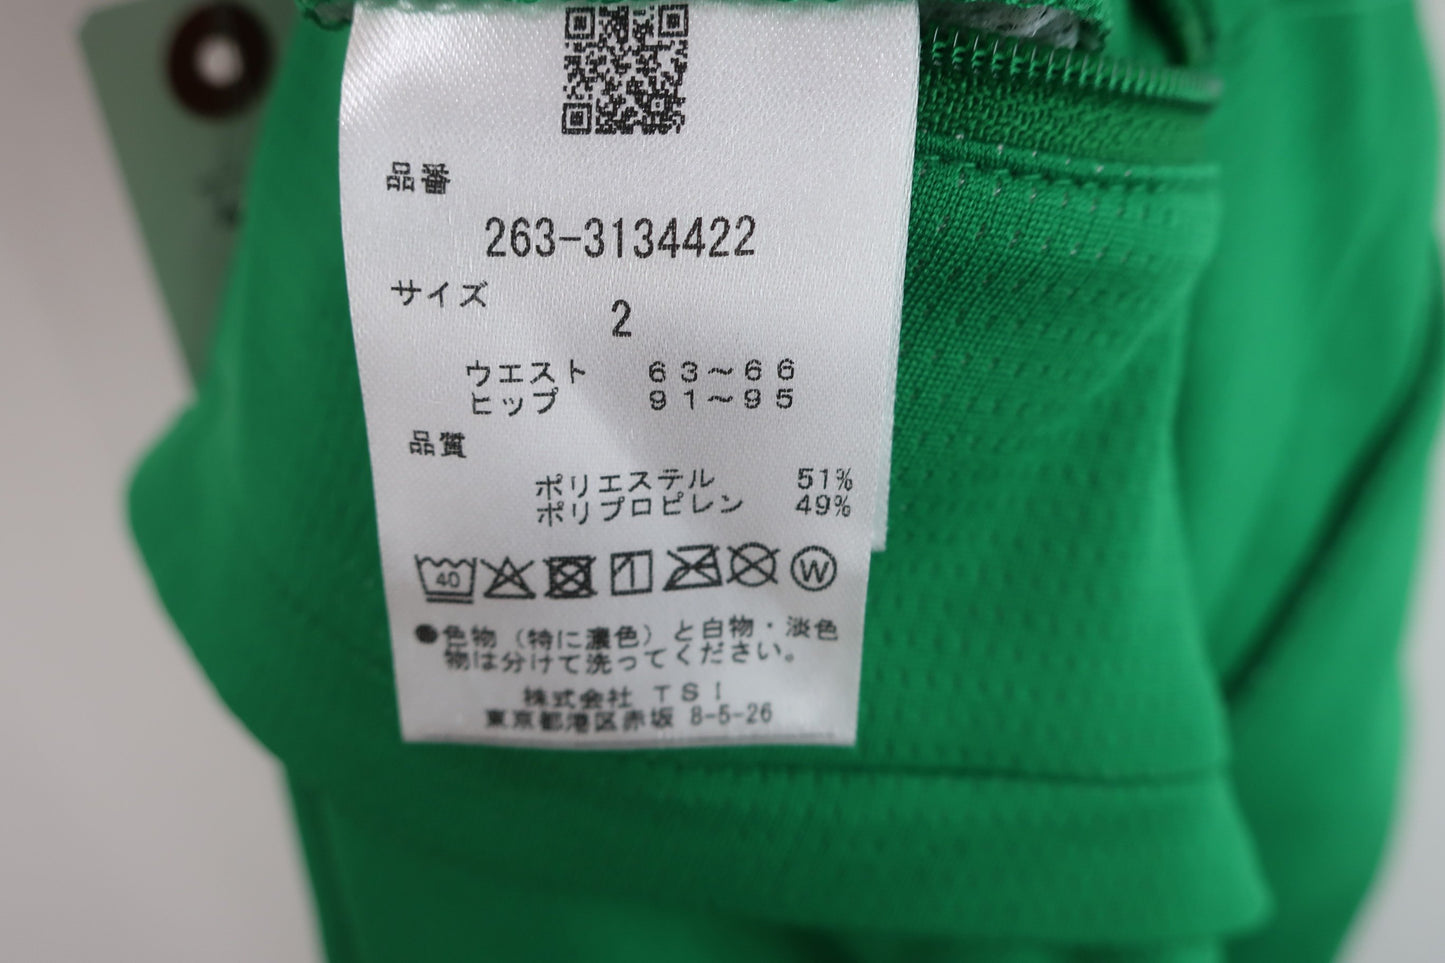 品番
263-3134422
サイズ
2
ウエスト 63～66
ヒップ 91～95
品質
ポリエステル 51%
ポリプロピレン 49%
40
W
●色物（特に濃色）と白物・淡色
物は分けて洗ってください。
株式会社 TSI
東京都港区赤坂 8-5-26